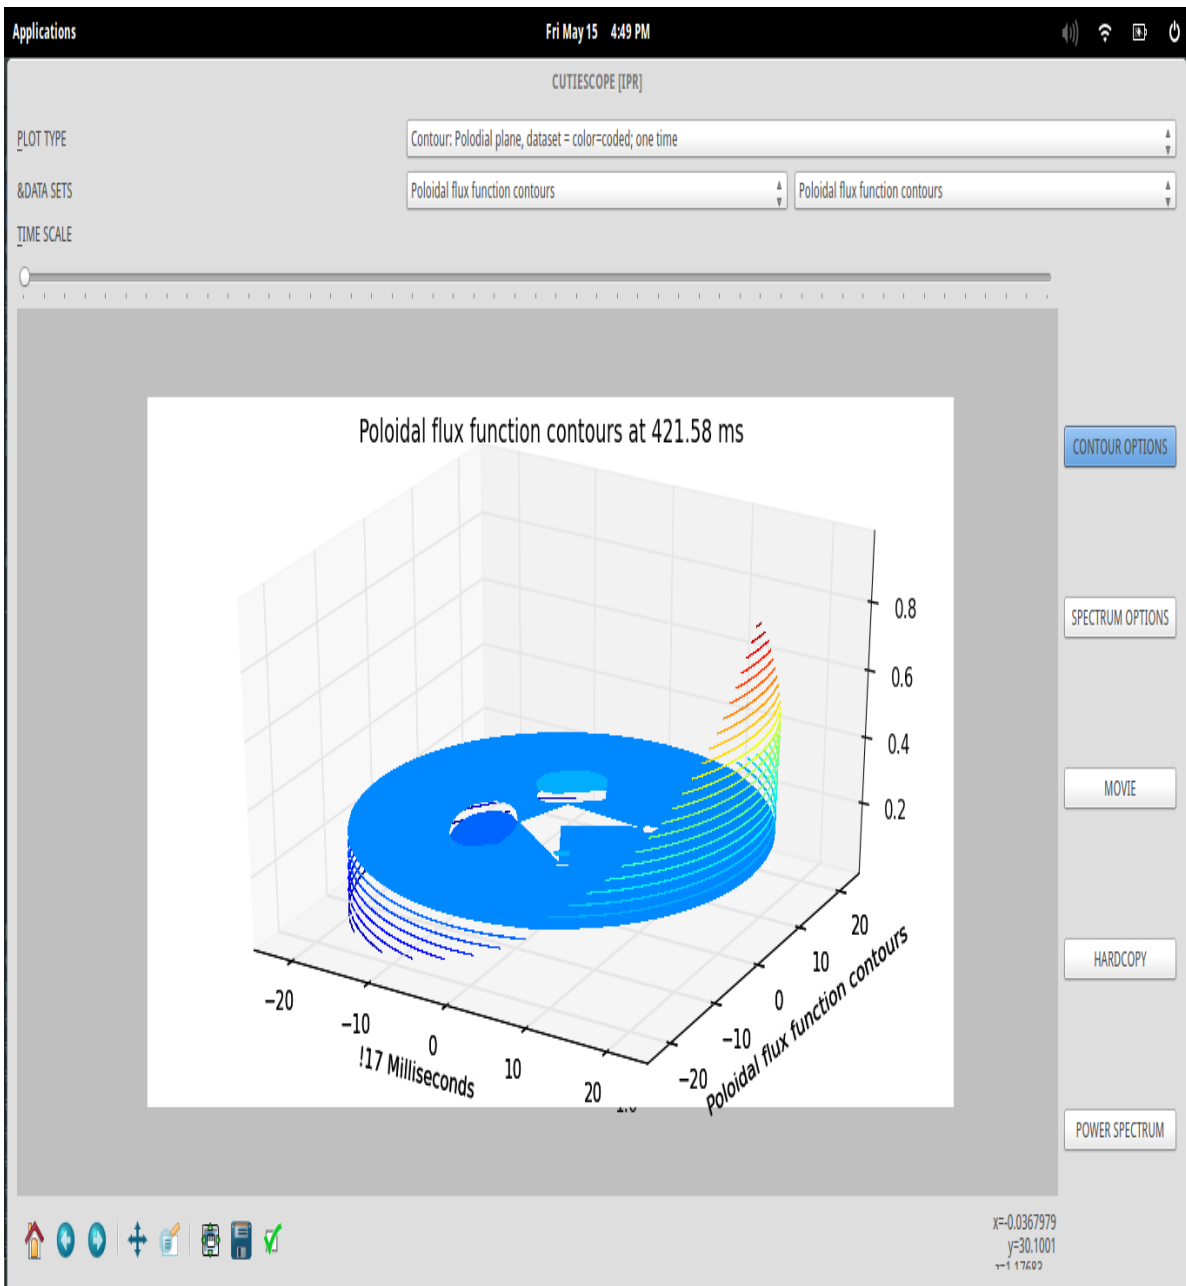 Applications
Fri May 15 4:49 PM
CUTIESCOPE [IPR]
PLOT TYPE
Contour: Polodial plane, dataset = color=coded; one time
&DATA SETS
Poloidal flux function contours
Poloidal flux function contours
TIME SCALE
Poloidal flux function contours at 421.58 ms
0.8
0.6
0.4
0.2
20
10
0
−10
−20
Poloidal flux function contours
−20
−10
0
10
20
!17 Milliseconds
CONTOUR OPTIONS
SPECTRUM OPTIONS
MOVIE
HARDCOPY
POWER SPECTRUM
x=-0.0367979
y=30.1001
z=1.17682